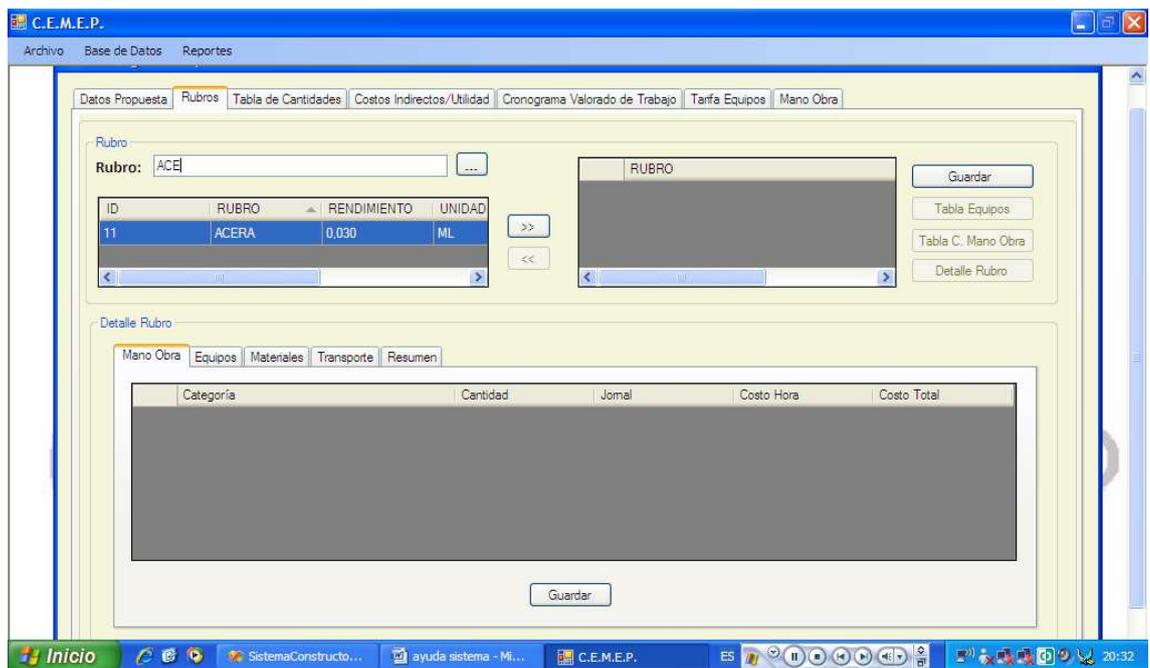 C.E.M.E.P.
Archivo Base de Datos Reportes
Datos Propuesta Rubros Tabla de Cantidades Costos Indirectos/Utilidad Cronograma Valorado de Trabajo Tarifa Equipos Mano Obra
Rubro
Rubro: ACE ...
RUBRO
Guardar
ID RUBRO RENDIMIENTO UNIDAD
11 ACERA 0,030 ML
>>
<<
Tabla Equipos
Tabla C. Mano Obra
Detalle Rubro
Detalle Rubro
Mano Obra Equipos Materiales Transporte Resumen
Categoría Cantidad Jornal Costo Hora Costo Total
Guardar
Inicio SistemaConstructo... ayuda sistema - Mi... C.E.M.E.P. ES 20:32